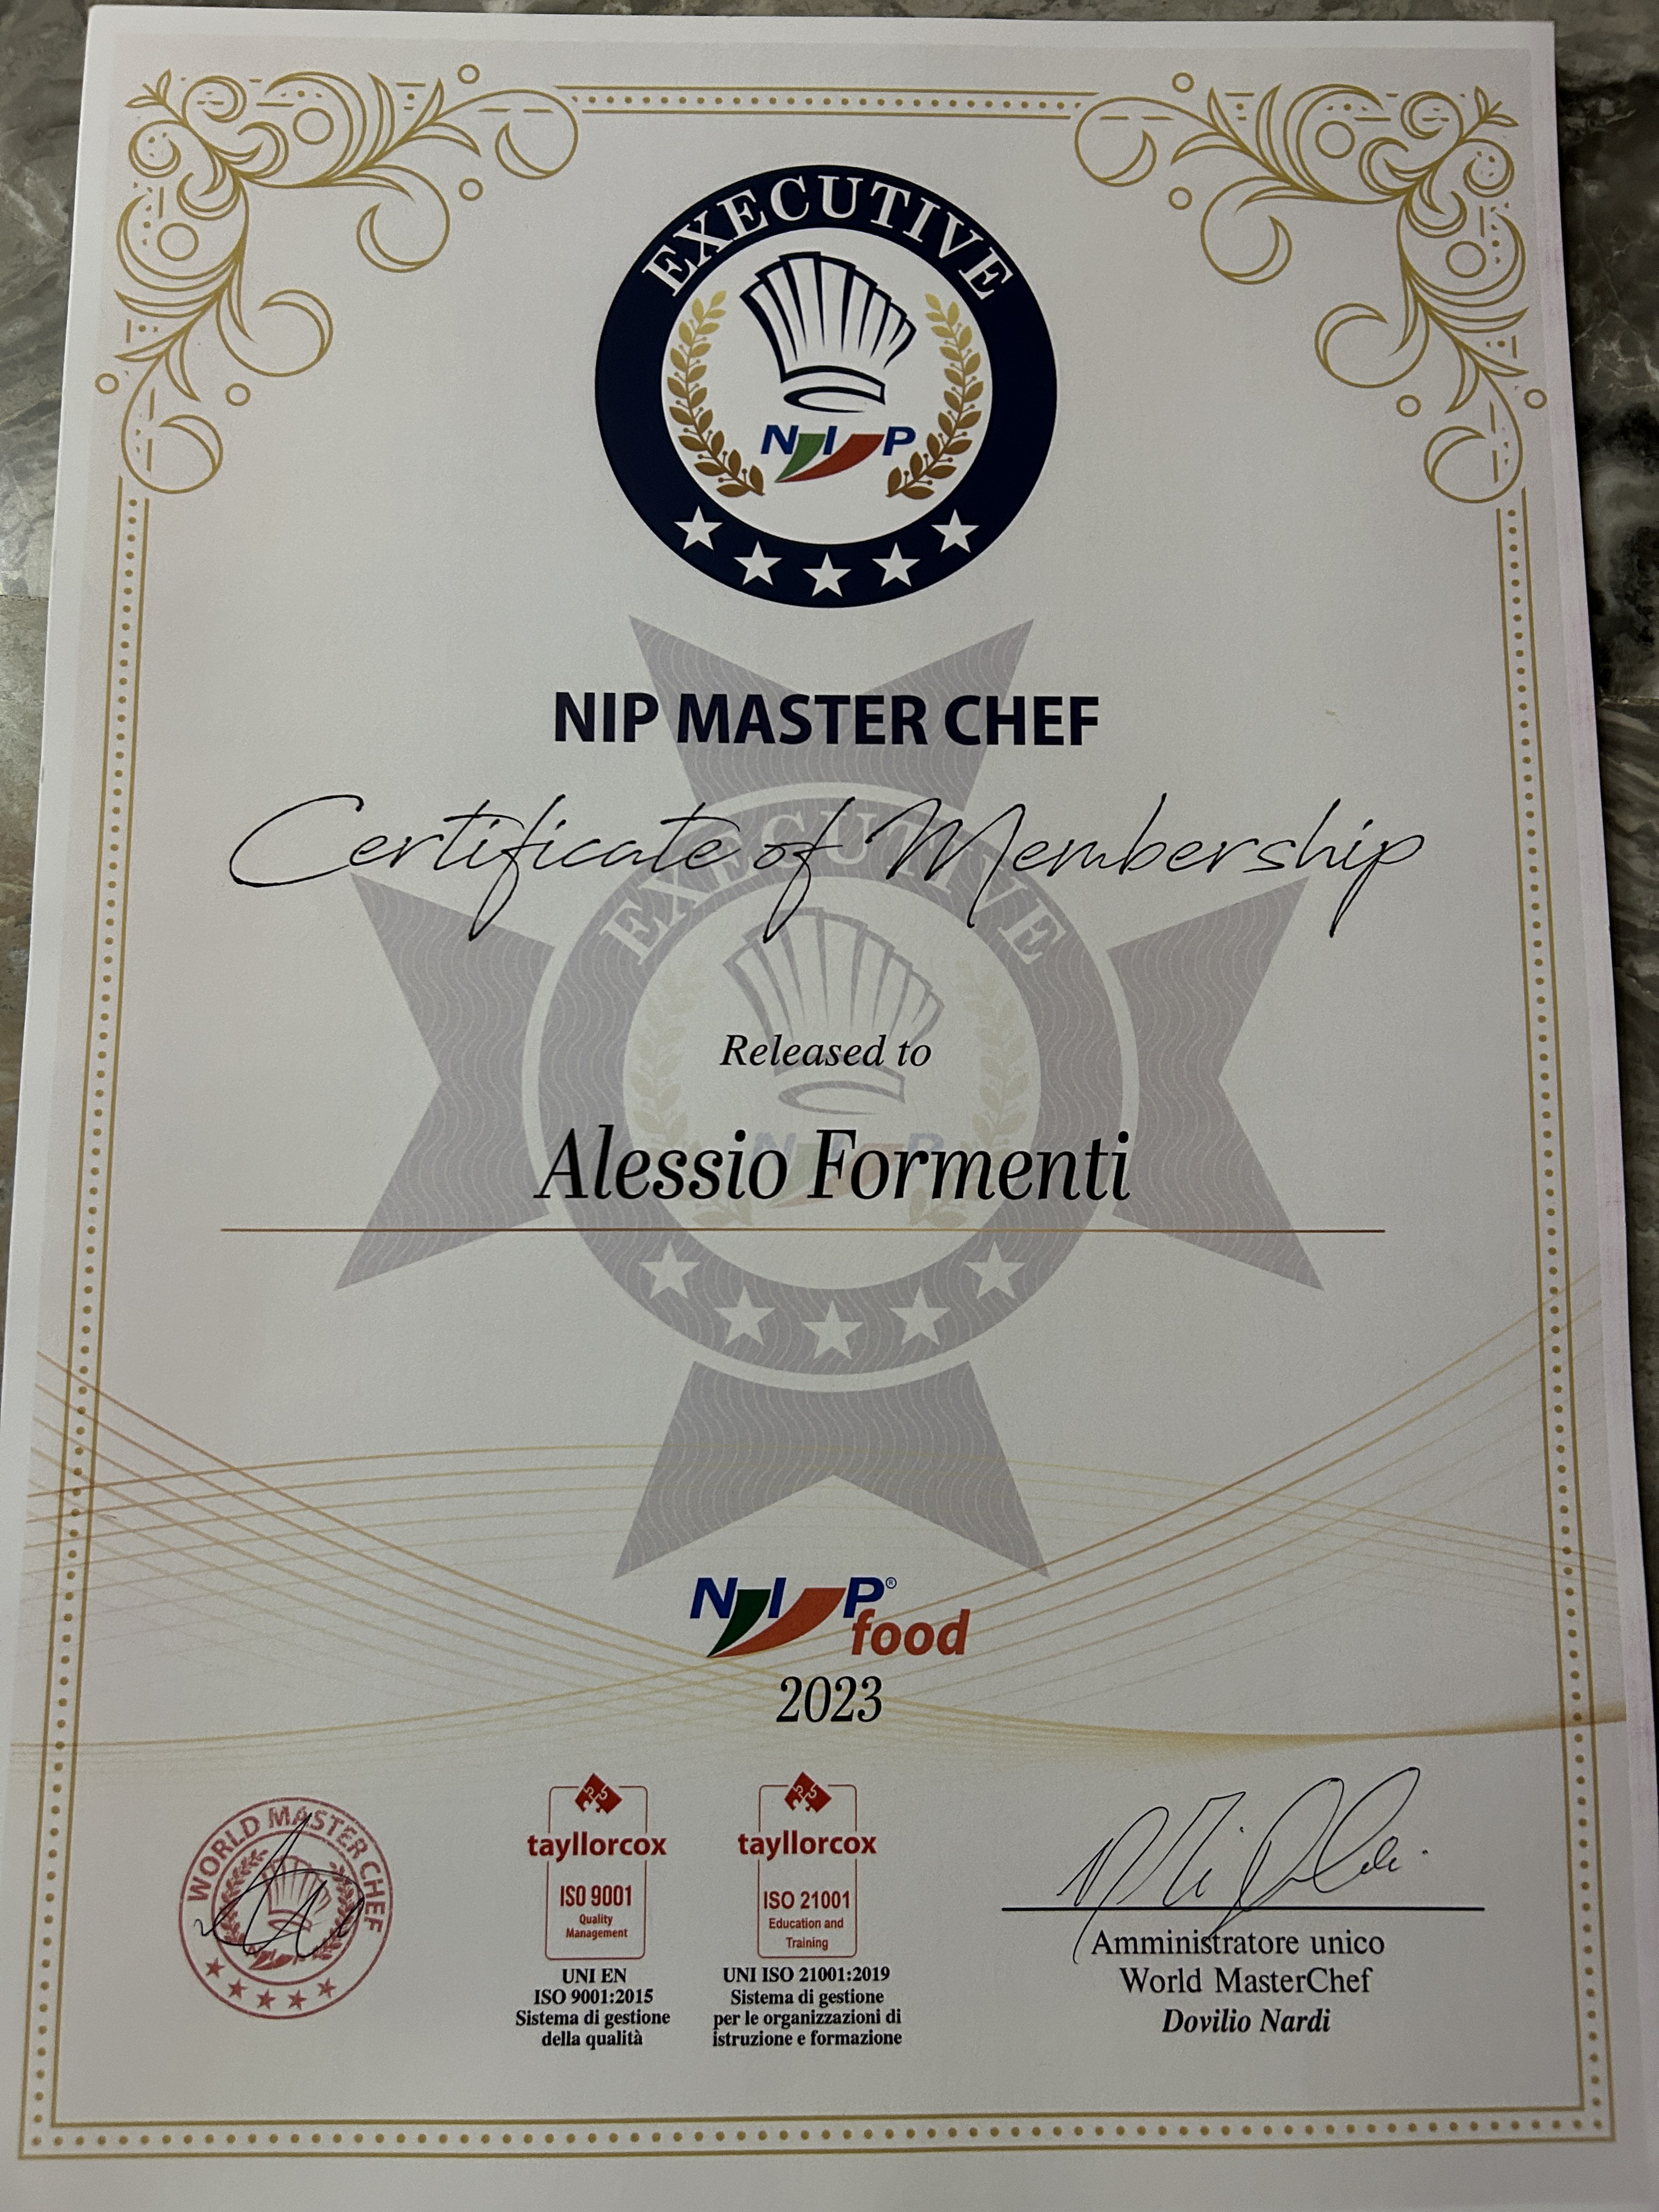 EXECUTIVE
N I P
NIP MASTER CHEF
Certificate of Membership
EXECUTIVE
Released to
N I P
Alessio Formenti
NIP®
food
2023
WORLD MASTER CHEF
NIP
tayllorcox
ISO 9001
Quality
Management
UNI EN
ISO 9001:2015
Sistema di gestione
della qualità
tayllorcox
ISO 21001
Education and
Training
UNI ISO 21001:2019
Sistema di gestione
per le organizzazioni di
istruzione e formazione
Amministratore unico
World MasterChef
Dovilio Nardi